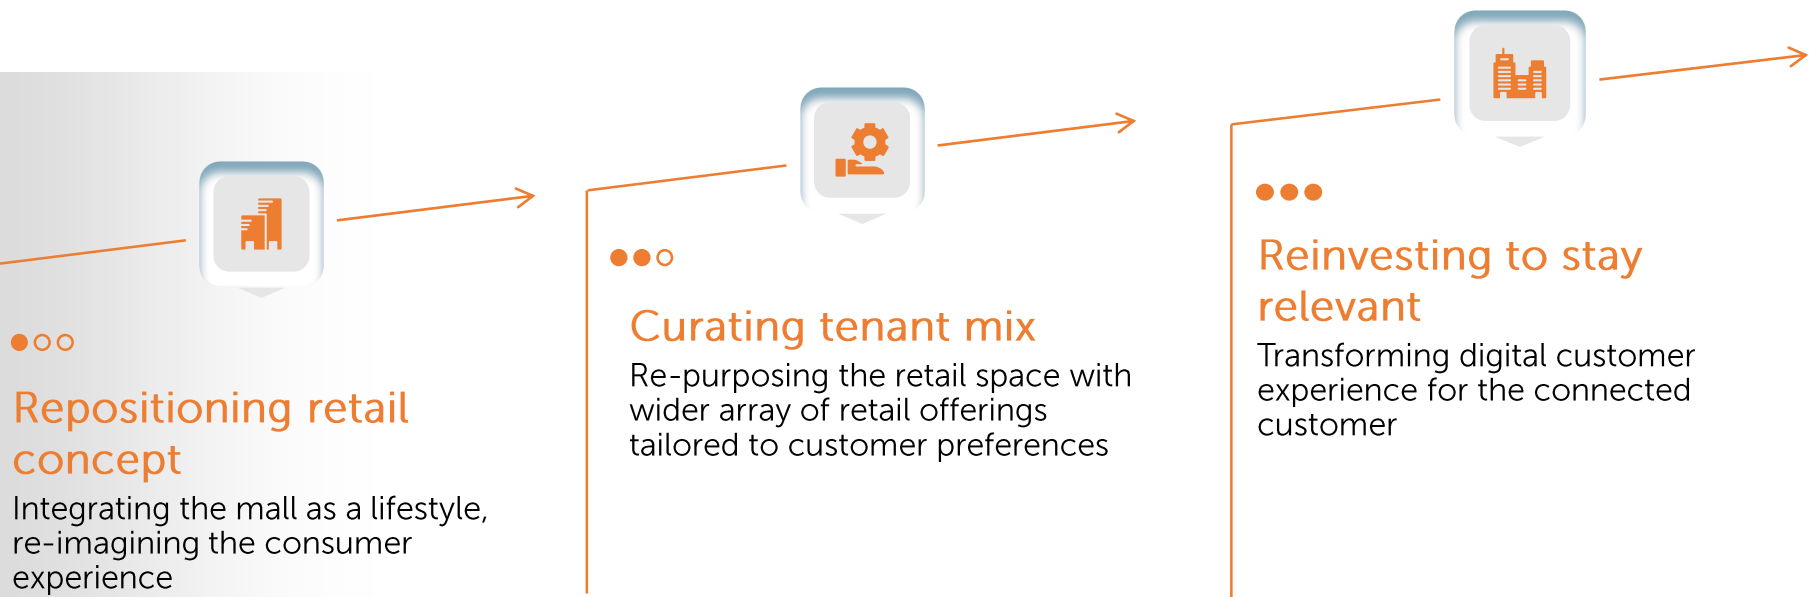 Repositioning retail
concept
Integrating the mall as a lifestyle,
re-imagining the consumer
experience
Curating tenant mix
Re-purposing the retail space with
wider array of retail offerings
tailored to customer preferences
Reinvesting to stay
relevant
Transforming digital customer
experience for the connected
customer